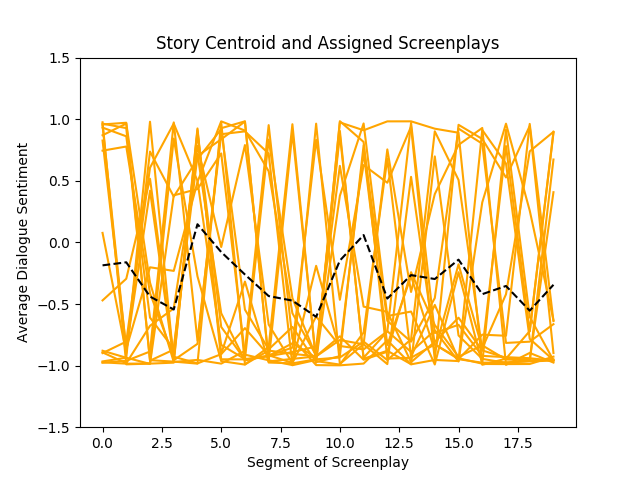 Story Centroid and Assigned Screenplays
Average Dialogue Sentiment
1.5
1.0
0.5
0.0
−0.5
−1.0
−1.5
0.0 2.5 5.0 7.5 10.0 12.5 15.0 17.5
Segment of Screenplay